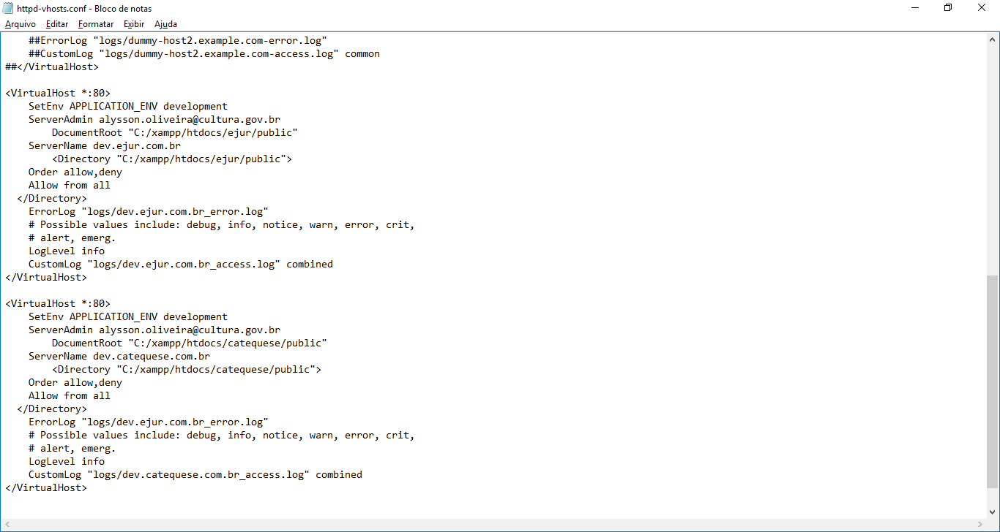 httpd-vhosts.conf - Bloco de notas
Arquivo Editar Formatar Exibir Ajuda
##ErrorLog "logs/dummy-host2.example.com-error.log"
##CustomLog "logs/dummy-host2.example.com-access.log" common
##</VirtualHost>
<VirtualHost *:80>
SetEnv APPLICATION_ENV development
ServerAdmin alysson.oliveira@cultura.gov.br
DocumentRoot "C:/xampp/htdocs/ejur/public"
ServerName dev.ejur.com.br
<Directory "C:/xampp/htdocs/ejur/public">
Order allow,deny
Allow from all
</Directory>
ErrorLog "logs/dev.ejur.com.br_error.log"
# Possible values include: debug, info, notice, warn, error, crit,
# alert, emerg.
LogLevel info
CustomLog "logs/dev.ejur.com.br_access.log" combined
</VirtualHost>
<VirtualHost *:80>
SetEnv APPLICATION_ENV development
ServerAdmin alysson.oliveira@cultura.gov.br
DocumentRoot "C:/xampp/htdocs/catequese/public"
ServerName dev.catequese.com.br
<Directory "C:/xampp/htdocs/catequese/public">
Order allow,deny
Allow from all
</Directory>
ErrorLog "logs/dev.ejur.com.br_error.log"
# Possible values include: debug, info, notice, warn, error, crit,
# alert, emerg.
LogLevel info
CustomLog "logs/dev.catequese.com.br_access.log" combined
</VirtualHost>